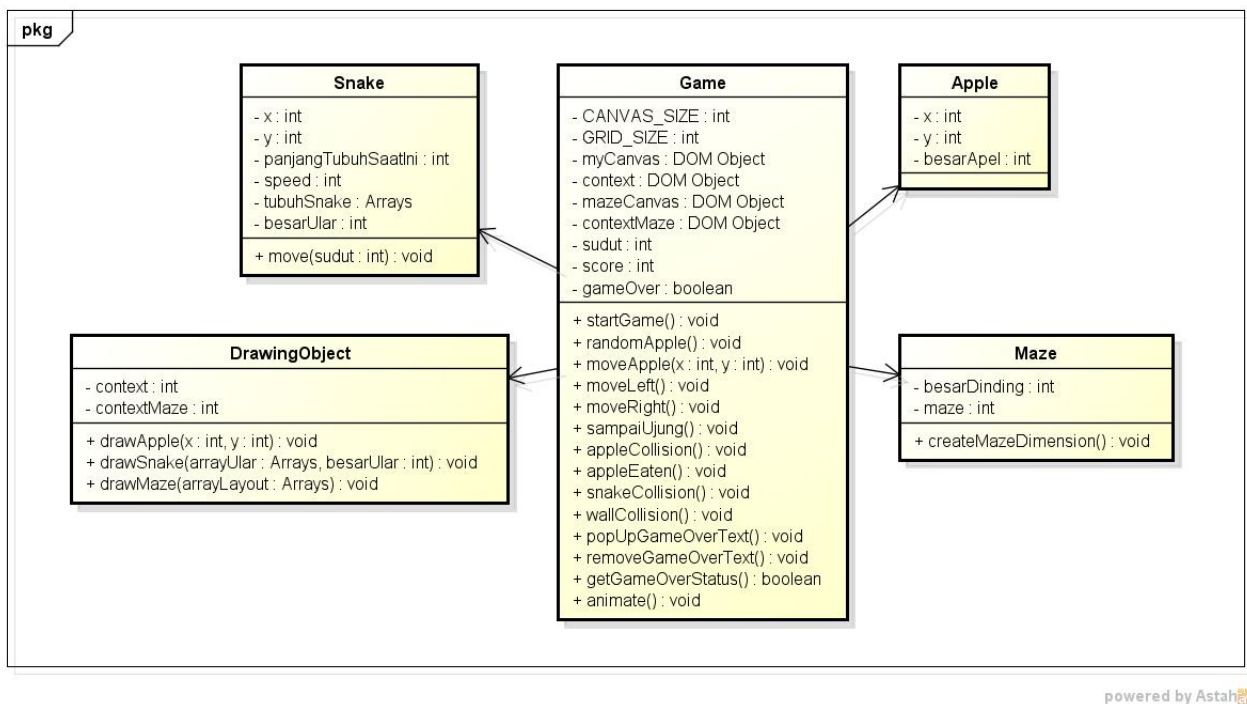 pkg
Snake
- x : int
- y : int
- panjangTubuhSaatIni : int
- speed : int
- tubuhSnake : Arrays
- besarUlar : int
+ move(sudut : int) : void
Game
- CANVAS_SIZE : int
- GRID_SIZE : int
- myCanvas : DOM Object
- context : DOM Object
- mazeCanvas : DOM Object
- contextMaze : DOM Object
- sudut : int
- score : int
- gameOver : boolean
+ startGame() : void
+ randomApple() : void
+ moveApple(x : int, y : int) : void
+ moveLeft() : void
+ moveRight() : void
+ sampaiUjung() : void
+ appleCollision() : void
+ appleEaten() : void
+ snakeCollision() : void
+ wallCollision() : void
+ popUpGameOverText() : void
+ removeGameOverText() : void
+ getGameOverStatus() : boolean
+ animate() : void
Apple
- x : int
- y : int
- besarApel : int
DrawingObject
- context : int
- contextMaze : int
+ drawApple(x : int, y : int) : void
+ drawSnake(arrayUlar : Arrays, besarUlar : int) : void
+ drawMaze(arrayLayout : Arrays) : void
Maze
- besarDinding : int
- maze : int
+ createMazeDimension() : void
powered by Astah